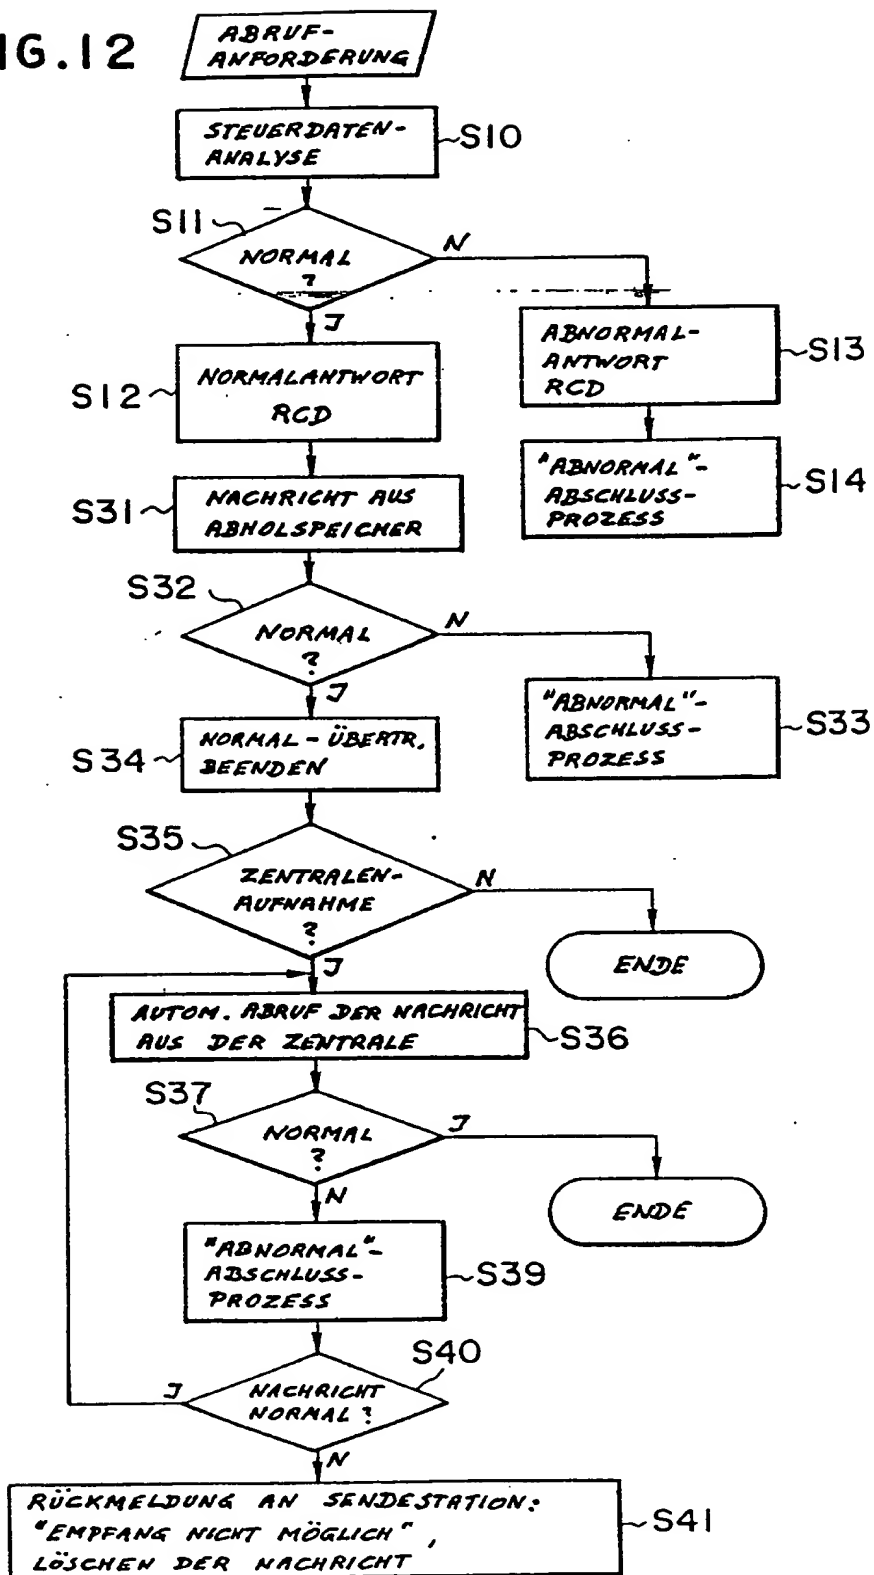 IG.12
ABRUF-
ANFORDERUNG
STEUERDATEN-
ANALYSE
S10
S11
NORMAL
?
N
J
ABNORMAL-
ANTWORT
RCD
S13
S12
NORMALANTWORT
RCD
"ABNORMAL"-
ABSCHLUSS-
PROZESS
S14
S31
NACHRICHT AUS
ABHOLSPEICHER
S32
NORMAL
?
N
J
"ABNORMAL"-
ABSCHLUSS-
PROZESS
S33
S34
NORMAL-ÜBERTR.
BEENDEN
S35
ZENTRALEN-
AUFNAHME
?
N
J
ENDE
AUTOM. ABRUF DER NACHRICHT
AUS DER ZENTRALE
S36
S37
NORMAL
?
J
N
ENDE
"ABNORMAL"-
ABSCHLUSS-
PROZESS
S39
S40
NACHRICHT
NORMAL?
J
N
RÜCKMELDUNG AN SENDESTATION:
"EMPFANG NICHT MÖGLICH",
LÖSCHEN DER NACHRICHT
S41